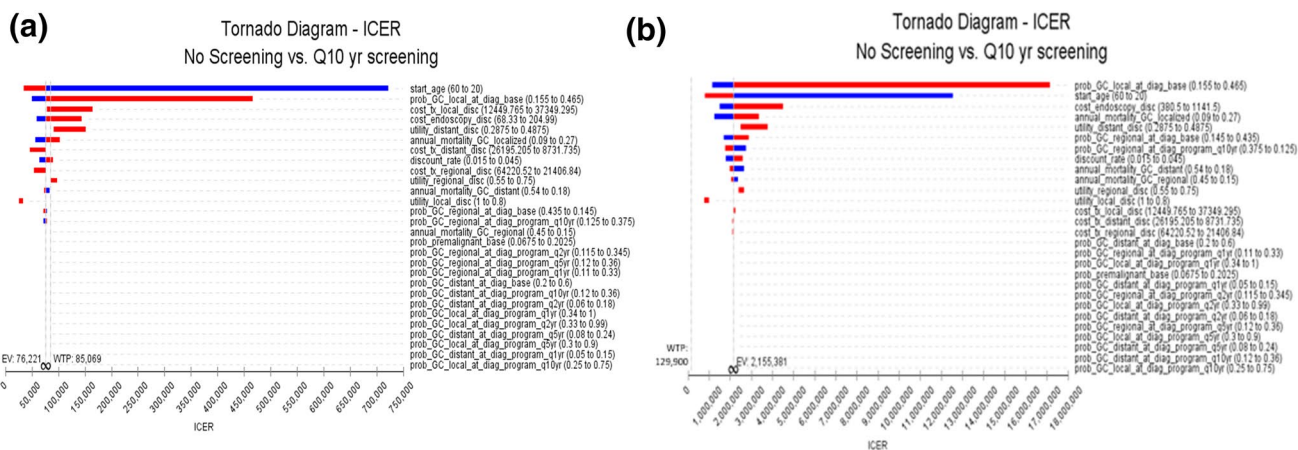 (a)
Tornado Diagram - ICER
No Screening vs. Q10 yr screening
start_age (60 to 20)
prob_GC_local_at_diag_base (0.155 to 0.465)
cost_tx_local_disc (12449.765 to 37349.295)
cost_endoscopy_disc (68.33 to 204.99)
utility_distant_disc (0.2875 to 0.4875)
annual_mortality_GC_localized (0.09 to 0.27)
cost_tx_distant_disc (26195.205 to 8731.735)
discount_rate (0.015 to 0.045)
cost_tx_regional_disc (64220.52 to 21406.84)
utility_regional_disc (0.55 to 0.75)
annual_mortality_GC_distant (0.54 to 0.18)
utility_local_disc (1 to 0.8)
prob_GC_regional_at_diag_base (0.435 to 0.145)
prob_GC_regional_at_diag_program_q10yr (0.125 to 0.375)
annual_mortality_GC_regional (0.45 to 0.15)
prob_premalignant_base (0.0675 to 0.2025)
prob_GC_regional_at_diag_program_q2yr (0.115 to 0.345)
prob_GC_regional_at_diag_program_q5yr (0.12 to 0.36)
prob_GC_regional_at_diag_program_q1yr (0.11 to 0.33)
prob_GC_distant_at_diag_base (0.2 to 0.6)
prob_GC_distant_at_diag_program_q10yr (0.12 to 0.36)
prob_GC_distant_at_diag_program_q2yr (0.06 to 0.18)
prob_GC_local_at_diag_program_q1yr (0.34 to 1)
prob_GC_local_at_diag_program_q2yr (0.33 to 0.99)
prob_GC_distant_at_diag_program_q5yr (0.08 to 0.24)
prob_GC_local_at_diag_program_q5yr (0.3 to 0.9)
prob_GC_distant_at_diag_program_q1yr (0.05 to 0.15)
prob_GC_local_at_diag_program_q10yr (0.25 to 0.75)
EV: 76,221 WTP: 85,069
0 50,000 100,000 150,000 200,000 250,000 300,000 350,000 400,000 450,000 500,000 550,000 600,000 650,000 700,000 750,000
ICER
(b)
Tornado Diagram - ICER
No Screening vs. Q10 yr screening
prob_GC_local_at_diag_base (0.155 to 0.465)
start_age (60 to 20)
cost_endoscopy_disc (380.5 to 1141.5)
annual_mortality_GC_localized (0.09 to 0.27)
utility_distant_disc (0.2875 to 0.4875)
prob_GC_regional_at_diag_base (0.145 to 0.435)
prob_GC_regional_at_diag_program_q10yr (0.375 to 0.125)
discount_rate (0.015 to 0.045)
annual_mortality_GC_distant (0.54 to 0.18)
annual_mortality_GC_regional (0.45 to 0.15)
utility_regional_disc (0.55 to 0.75)
utility_local_disc (1 to 0.8)
cost_tx_local_disc (12449.765 to 37349.295)
cost_tx_distant_disc (26195.205 to 8731.735)
cost_tx_regional_disc (64220.52 to 21406.84)
prob_GC_distant_at_diag_base (0.2 to 0.6)
prob_GC_regional_at_diag_program_q1yr (0.11 to 0.33)
prob_GC_local_at_diag_program_q1yr (0.34 to 1)
prob_premalignant_base (0.0675 to 0.2025)
prob_GC_distant_at_diag_program_q1yr (0.05 to 0.15)
prob_GC_regional_at_diag_program_q2yr (0.115 to 0.345)
prob_GC_local_at_diag_program_q2yr (0.33 to 0.99)
prob_GC_distant_at_diag_program_q2yr (0.06 to 0.18)
prob_GC_regional_at_diag_program_q5yr (0.12 to 0.36)
prob_GC_local_at_diag_program_q5yr (0.3 to 0.9)
prob_GC_distant_at_diag_program_q5yr (0.08 to 0.24)
prob_GC_distant_at_diag_program_q10yr (0.12 to 0.36)
prob_GC_local_at_diag_program_q10yr (0.25 to 0.75)
WTP:
129,900 EV: 2,155,381
0 1,000,000 2,000,000 3,000,000 4,000,000 5,000,000 6,000,000 7,000,000 8,000,000 9,000,000 10,000,000 11,000,000 12,000,000 13,000,000 14,000,000 15,000,000 16,000,000 17,000,000 18,000,000
ICER